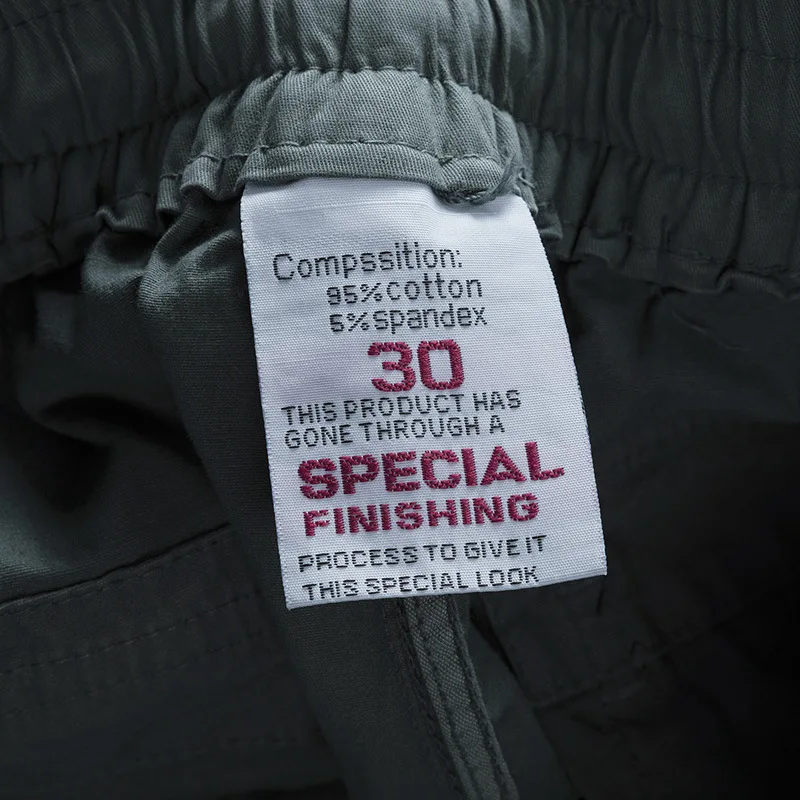 Compssition:
95%cotton
5%spandex
30
THIS PRODUCT HAS
GONE THROUGH A
SPECIAL
FINISHING
PROCESS TO GIVE IT
THIS SPECIAL LOOK